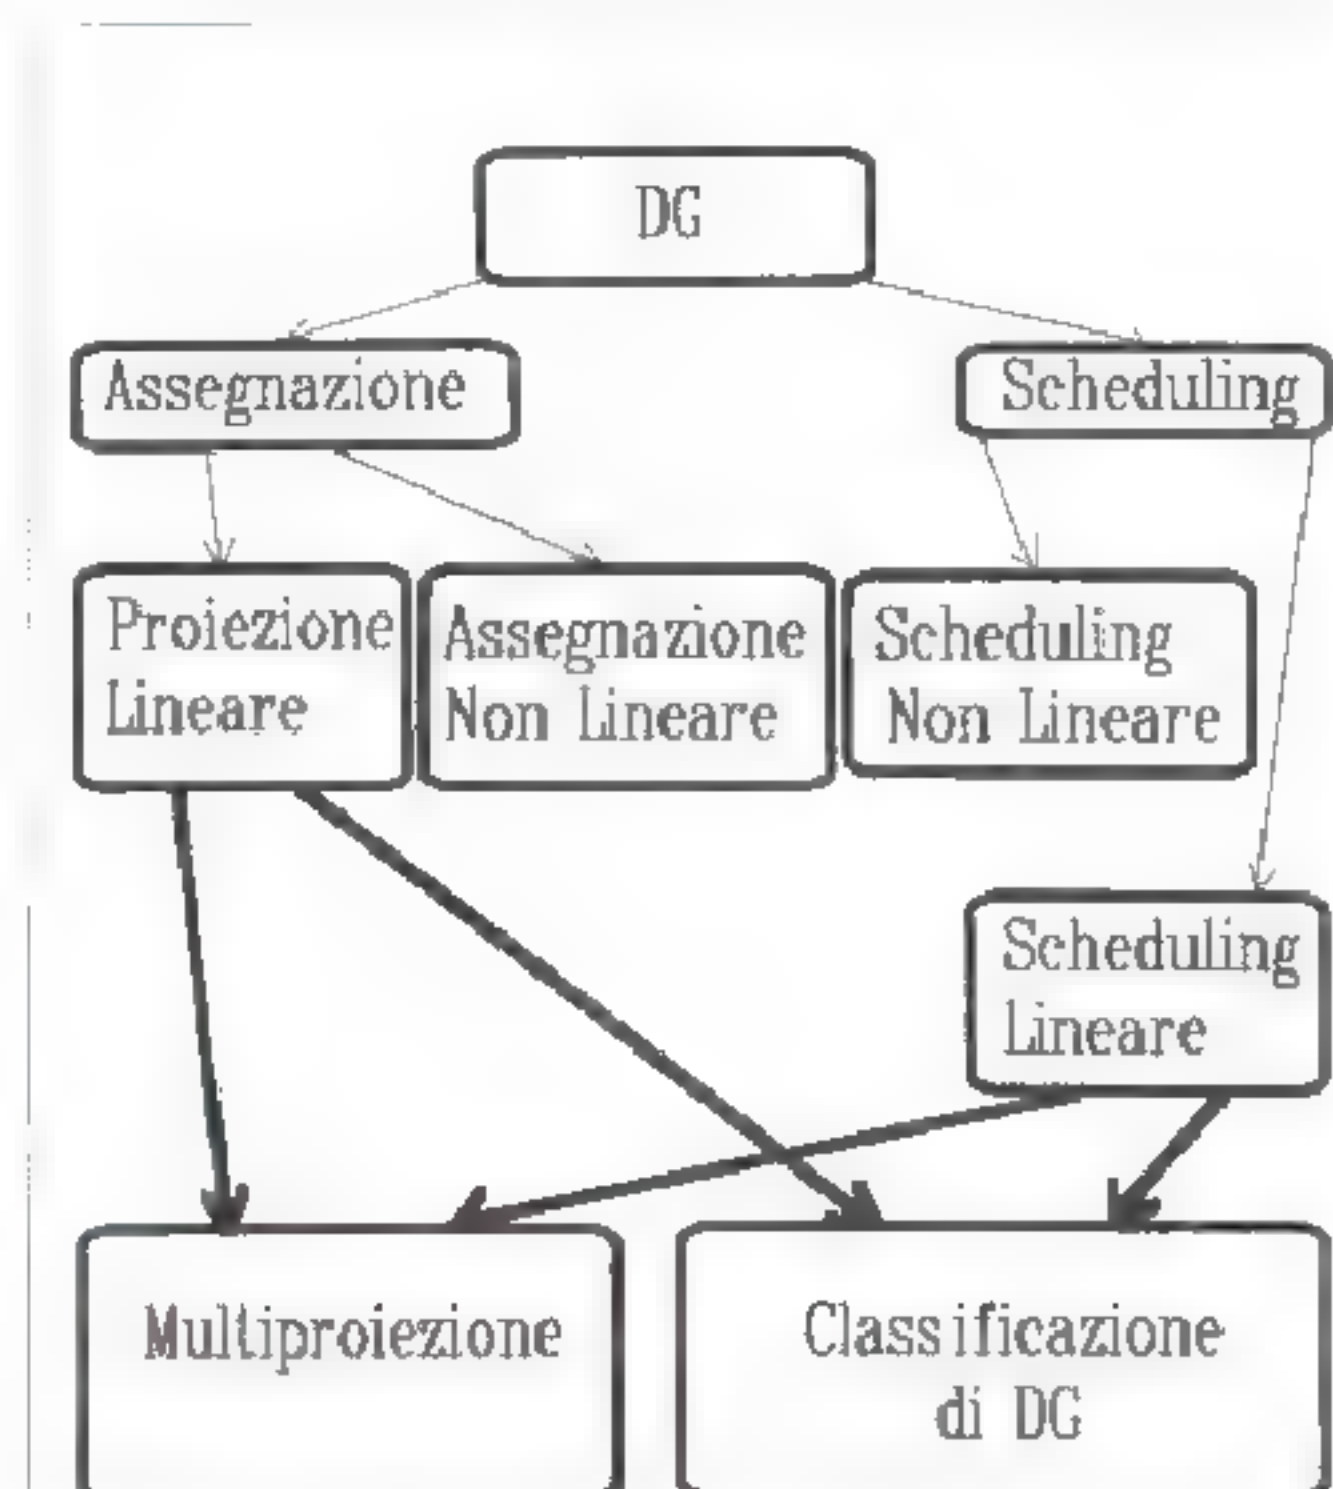 DG
Assegnazione
Scheduling
Proiezione
Lineare
Assegnazione
Non Lineare
Scheduling
Non Lineare
Scheduling
Lineare
Multiproiezione
Classificazione
di DG